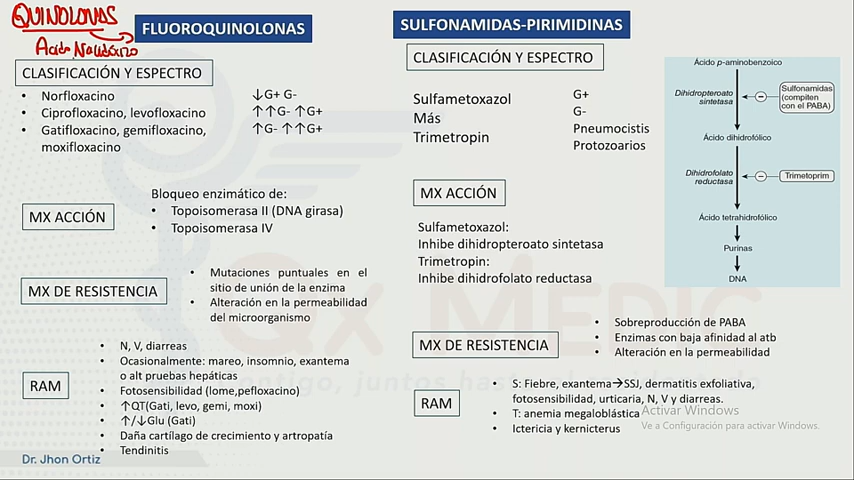 QUINOLONAS
Acido Nalidixico
FLUOROQUINOLONAS
CLASIFICACIÓN Y ESPECTRO
• Norfloxacino ↓G+ G-
• Ciprofloxacino, levofloxacino ↑↑G- ↑G+
• Gatifloxacino, gemifloxacino, ↑G- ↑↑G+
moxifloxacino
MX ACCIÓN
Bloqueo enzimático de:
• Topoisomerasa II (DNA girasa)
• Topoisomerasa IV
MX DE RESISTENCIA
• Mutaciones puntuales en el
sitio de unión de la enzima
• Alteración en la permeabilidad
del microorganismo
RAM
• N, V, diarreas
• Ocasionalmente: mareo, insomnio, exantema
o alt pruebas hepáticas
• Fotosensibilidad (lome,pefloxacino)
• ↑QT(Gati, levo, gemi, moxi)
• ↑/↓Glu (Gati)
• Daña cartílago de crecimiento y artropatía
• Tendinitis
Dr. Jhon Ortiz
SULFONAMIDAS-PIRIMIDINAS
CLASIFICACIÓN Y ESPECTRO
Sulfametoxazol
Más
Trimetropin
G+
G-
Pneumocistis
Protozoarios
MX ACCIÓN
Sulfametoxazol:
Inhibe dihidropteroato sintetasa
Trimetropin:
Inhibe dihidrofolato reductasa
MX DE RESISTENCIA
• Sobreproducción de PABA
• Enzimas con baja afinidad al atb
• Alteración en la permeabilidad
RAM
• S: Fiebre, exantema→SSJ, dermatitis exfoliativa,
fotosensibilidad, urticaria, N, V y diarreas.
• T: anemia megaloblástica
• Ictericia y kernicterus
Ácido p-aminobenzoico
Dihidropteroato
sintetasa
Sulfonamidas
(compiten
con el PABA)
Ácido dihidrofólico
Dihidrofolato
reductasa
Trimetoprim
Ácido tetrahidrofólico
Purinas
DNA
Qx MEDIC
Activar Windows
Ve a Configuración para activar Windows.